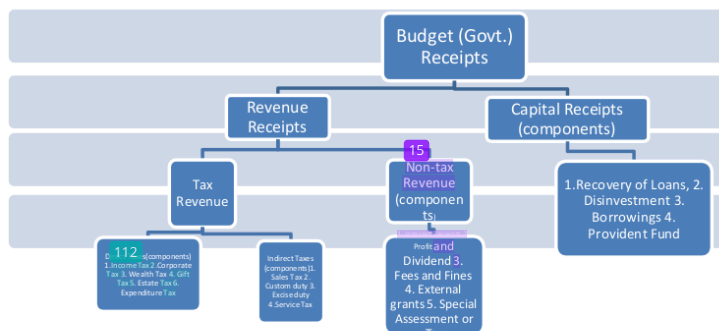 Budget (Govt.)
Receipts
Revenue
Receipts
Capital Receipts
(components)
15
Tax
Revenue
Non-tax
Revenue
(componen
ts)
1.Recovery of Loans, 2.
Disinvestment 3.
Borrowings 4.
Provident Fund
112
(components)
1.Income Tax 2.Corporate
Tax 3. Wealth Tax 4. Gift
Tax 5. Estate Tax 6.
Expenditure Tax
Indirect Taxes
(components)1.
Sales Tax 2.
Custom duty 3.
Excise duty
4.Service Tax
Profit and
Dividend 3.
Fees and Fines
4. External
grants 5. Special
Assessment or